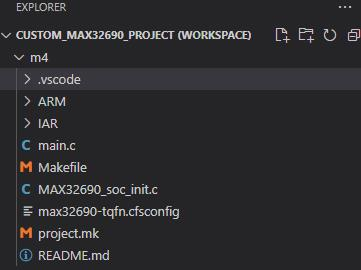 EXPLORER
CUSTOM_MAX32690_PROJECT (WORKSPACE)
m4
.vscode
ARM
IAR
main.c
Makefile
MAX32690_soc_init.c
max32690-tqfn.cfsconfig
project.mk
README.md